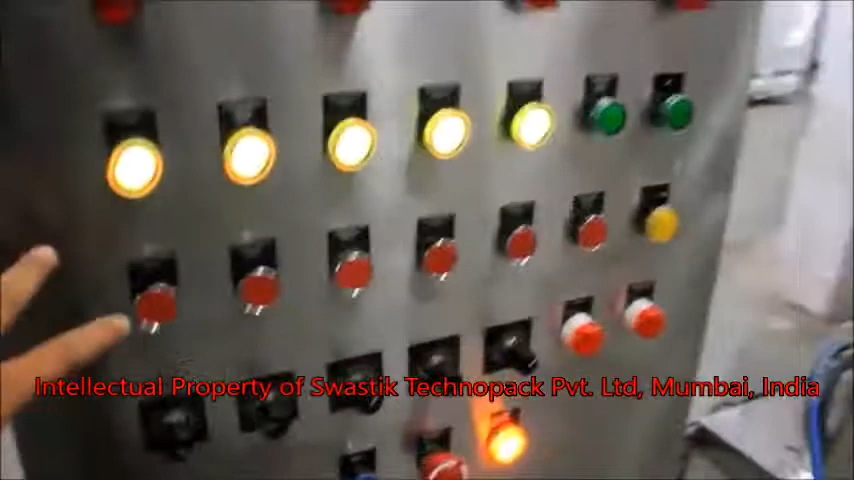 Intellectual Property of Swastik Technopack Pvt. Ltd, Mumbai, India